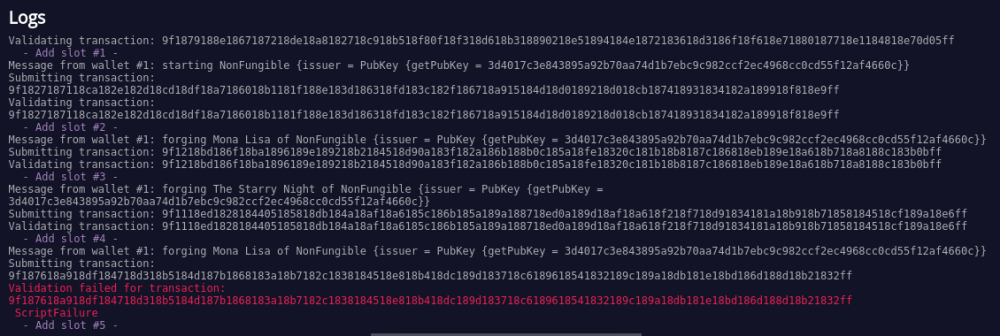 Logs
Validating transaction: 9f1879188e1867187218de18a8182718c918b518f80f18f318d618b318890218e51894184e1872183618d3186f18f618e71880187718e1184818e70d05ff
- Add slot #1 -
Message from wallet #1: starting NonFungible {issuer = PubKey {getPubKey = 3d4017c3e843895a92b70aa74d1b7ebc9c982ccf2ec4968cc0cd55f12af4660c}}
Submitting transaction:
9f1827187118ca182e182d18cd18df18a7186018b1181f188e183d186318fd183c182f186718a915184d18d0189218d018cb187418931834182a189918f818e9ff
Validating transaction:
9f1827187118ca182e182d18cd18df18a7186018b1181f188e183d186318fd183c182f186718a915184d18d0189218d018cb187418931834182a189918f818e9ff
- Add slot #2 -
Message from wallet #1: forging Mona Lisa of NonFungible {issuer = PubKey {getPubKey = 3d4017c3e843895a92b70aa74d1b7ebc9c982ccf2ec4968cc0cd55f12af4660c}}
Submitting transaction: 9f1218bd186f18ba1896189e189218b2184518d90a183f182a186b188b0c185a18fe18320c181b18b8187c186818eb189e18a618b718a8188c183b0bff
Validating transaction: 9f1218bd186f18ba1896189e189218b2184518d90a183f182a186b188b0c185a18fe18320c181b18b8187c186818eb189e18a618b718a8188c183b0bff
- Add slot #3 -
Message from wallet #1: forging The Starry Night of NonFungible {issuer = PubKey {getPubKey =
3d4017c3e843895a92b70aa74d1b7ebc9c982ccf2ec4968cc0cd55f12af4660c}}
Submitting transaction: 9f1118ed1828184405185818db184a18af18a6185c186b185a189a188718ed0a189d18af18a618f218f718d91834181a18b918b71858184518cf189a18e6ff
Validating transaction: 9f1118ed1828184405185818db184a18af18a6185c186b185a189a188718ed0a189d18af18a618f218f718d91834181a18b918b71858184518cf189a18e6ff
- Add slot #4 -
Message from wallet #1: forging Mona Lisa of NonFungible {issuer = PubKey {getPubKey = 3d4017c3e843895a92b70aa74d1b7ebc9c982ccf2ec4968cc0cd55f12af4660c}}
Submitting transaction:
9f187618a918df184718d318b5184d187b1868183a18b7182c1838184518e818b418dc189d183718c6189618541832189c189a18db181e18bd186d188d18b21832ff
Validation failed for transaction:
9f187618a918df184718d318b5184d187b1868183a18b7182c1838184518e818b418dc189d183718c6189618541832189c189a18db181e18bd186d188d18b21832ff
ScriptFailure
- Add slot #5 -